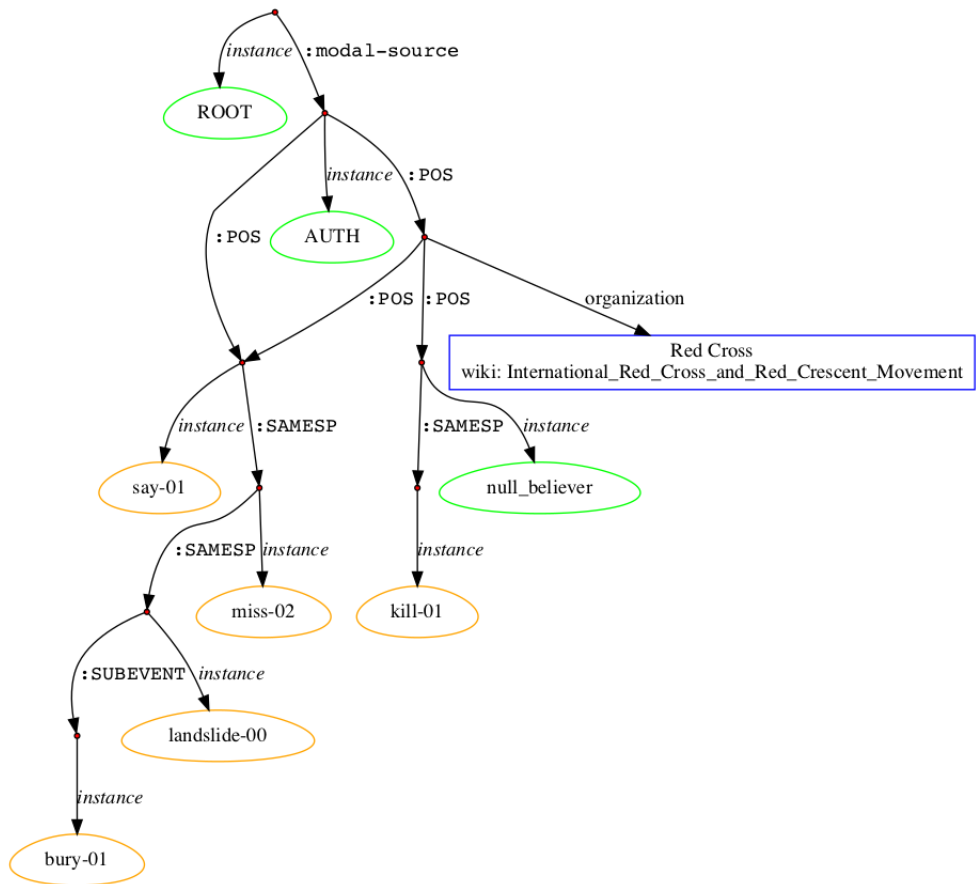 instance :modal-source
ROOT
instance :POS
:POS AUTH
:POS :POS organization
Red Cross
wiki: International_Red_Cross_and_Red_Crescent_Movement
instance :SAMESP :SAMESP instance
say-01 null_believer
:SAMESP instance instance
miss-02 kill-01
:SUBEVENT instance
landslide-00
instance
bury-01